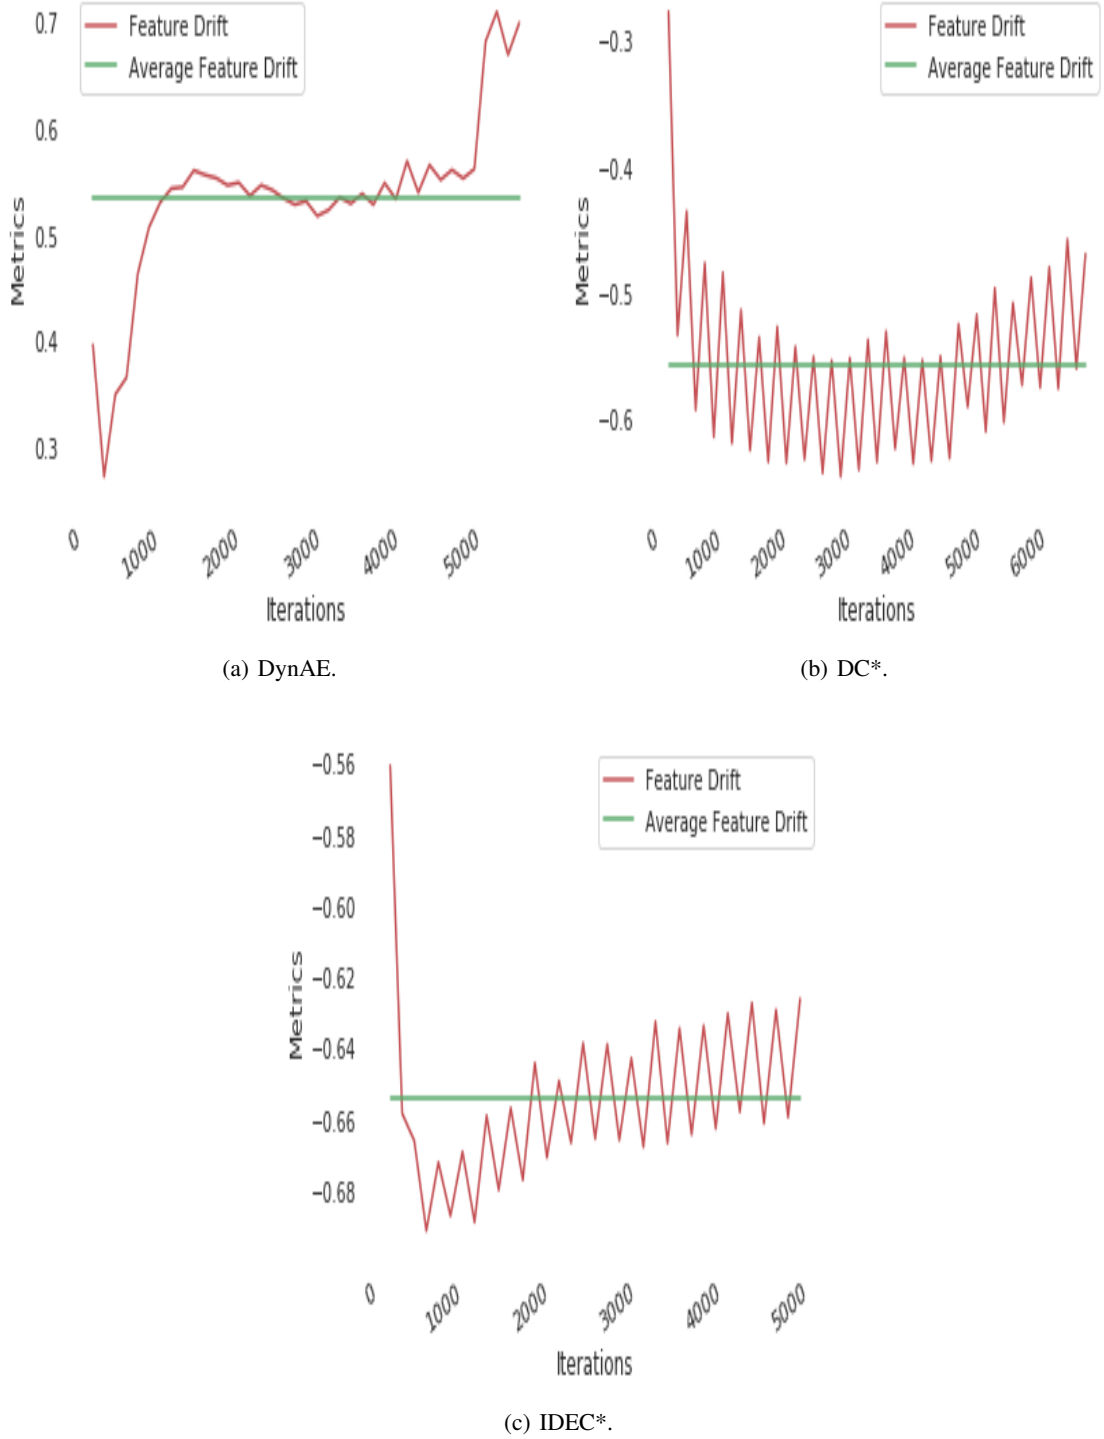 0.7
0.6
0.5
0.4
0.3
Metrics
Feature Drift
Average Feature Drift
0 1000 2000 3000 4000 5000
Iterations
(a) DynAE.
−0.3
−0.4
−0.5
−0.6
Metrics
Feature Drift
Average Feature Drift
0 1000 2000 3000 4000 5000 6000
Iterations
(b) DC*.
−0.56
−0.58
−0.60
−0.62
−0.64
−0.66
−0.68
Metrics
Feature Drift
Average Feature Drift
0 1000 2000 3000 4000 5000
Iterations
(c) IDEC*.